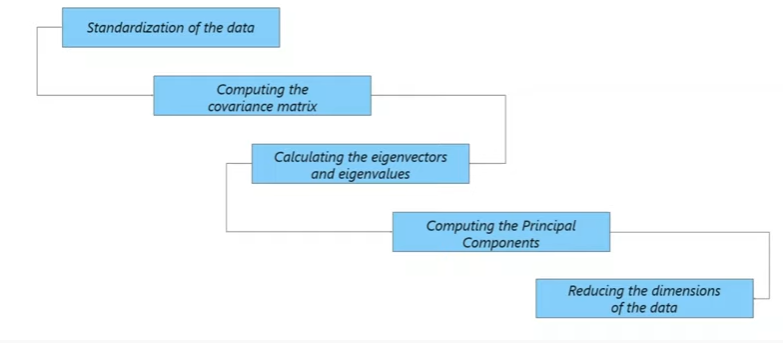 Standardization of the data
Computing the
covariance matrix
Calculating the eigenvectors
and eigenvalues
Computing the Principal
Components
Reducing the dimensions
of the data